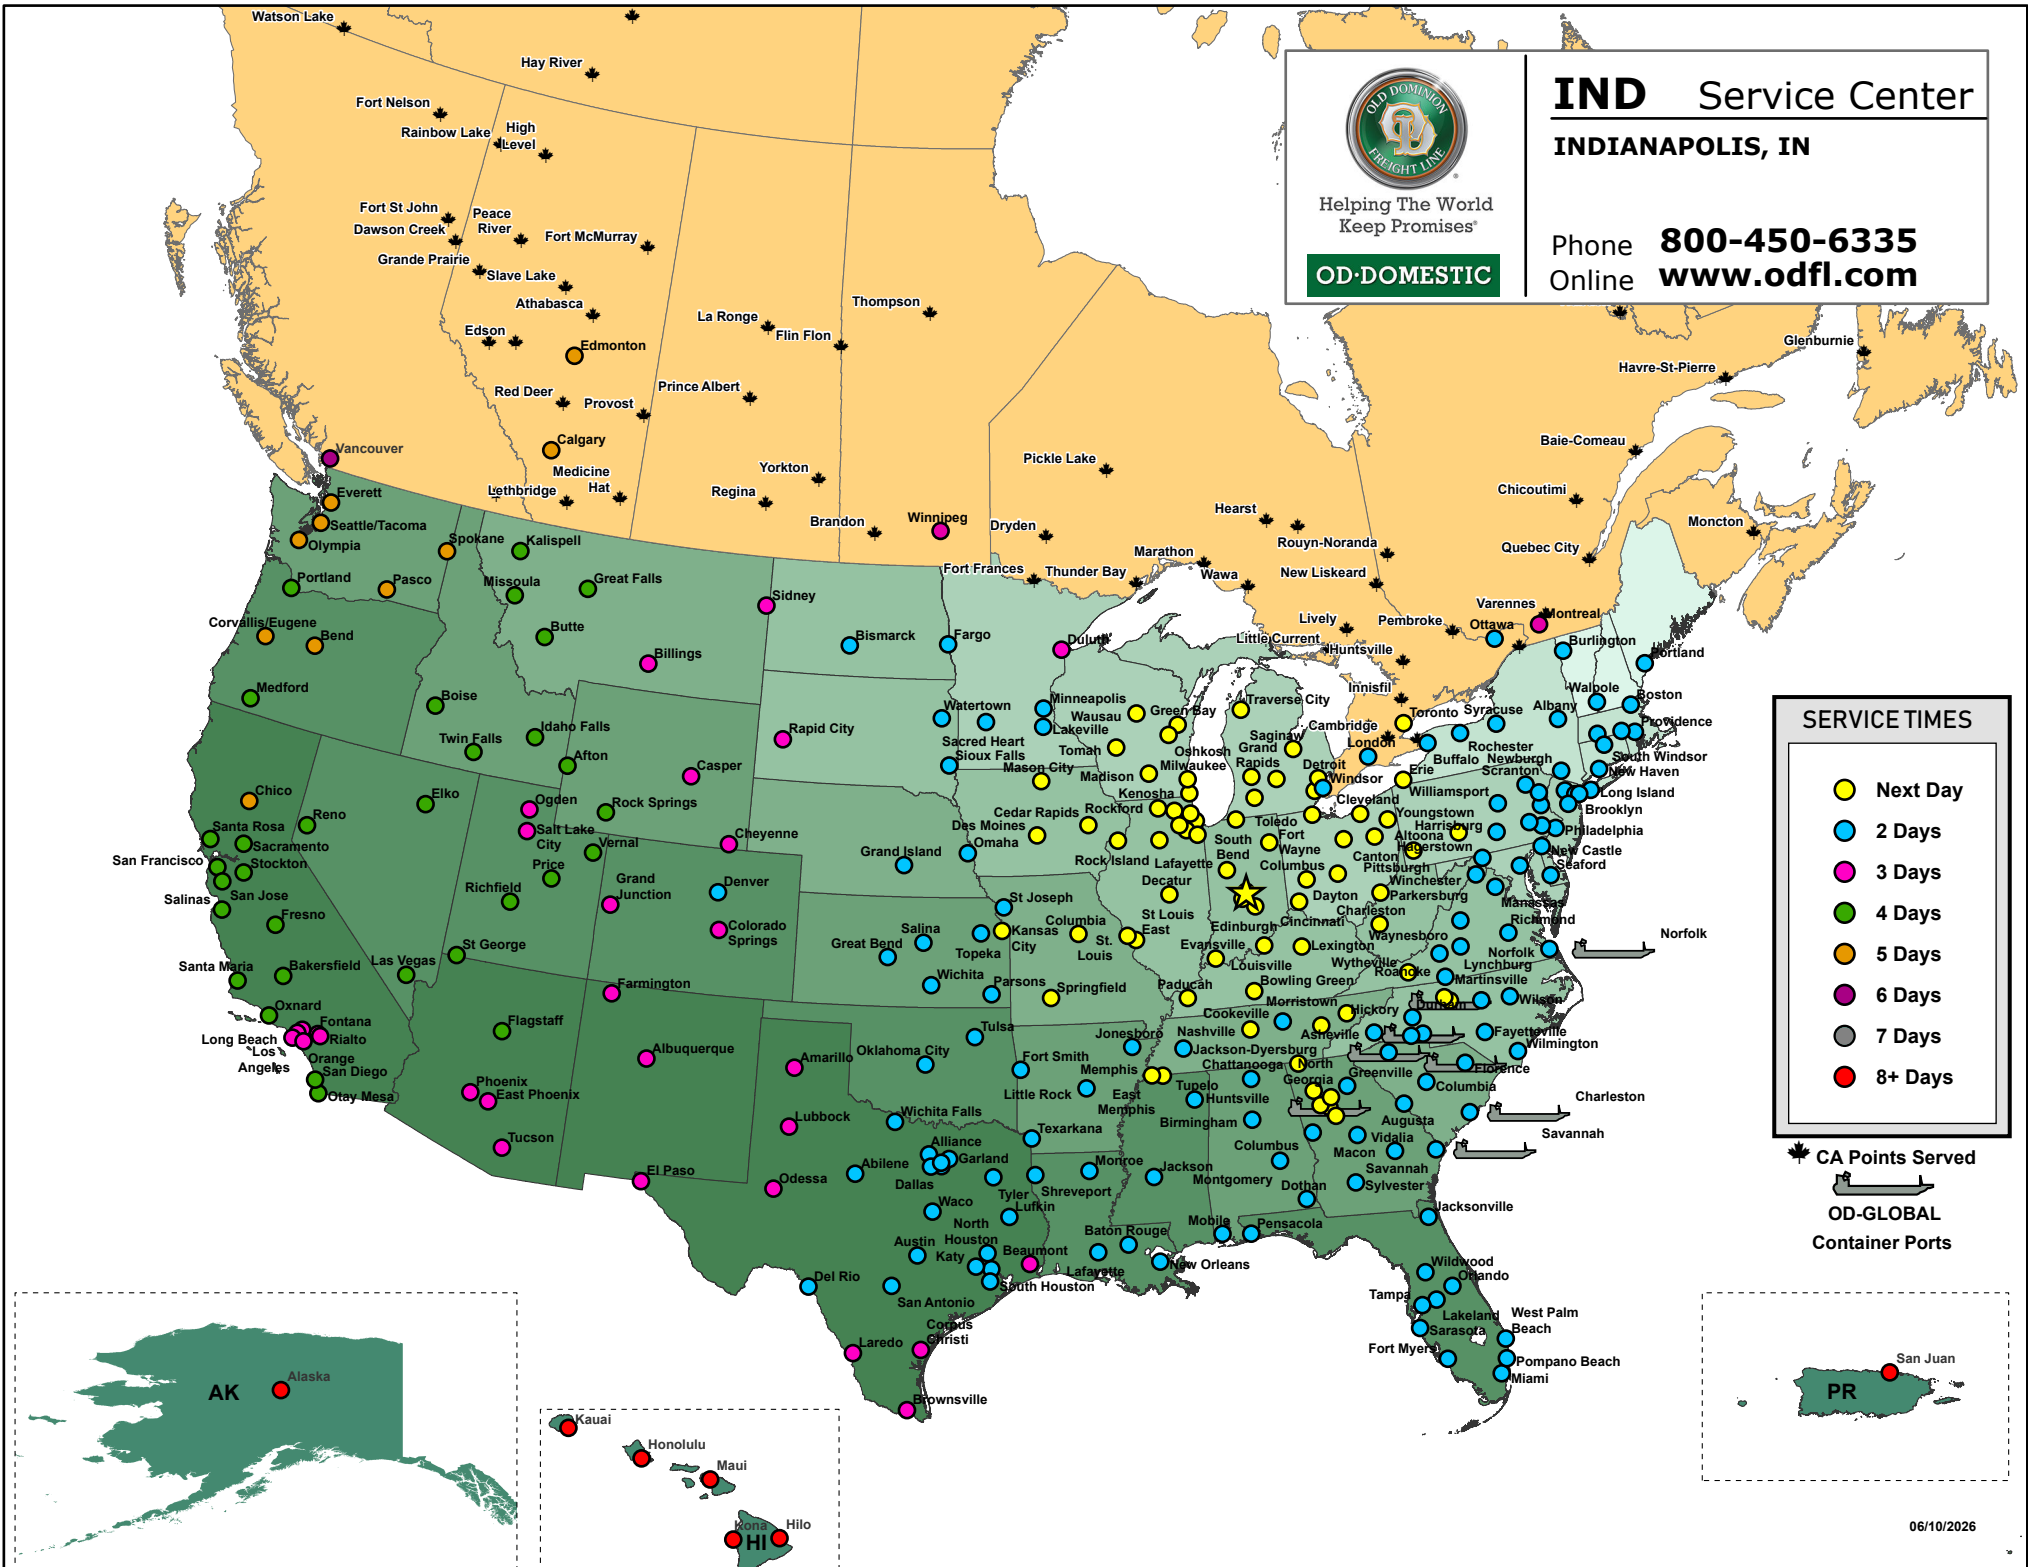 Watson Lake
Hay River
Fort Nelson
Rainbow Lake
High
Level
Fort St John
Dawson Creek
Peace
River
Fort McMurray
Grande Prairie
Slave Lake
Athabasca
Edson
Edmonton
La Ronge
Flin Flon
Thompson
Red Deer
Provost
Prince Albert
Calgary
Medicine
Hat
Lethbridge
Yorkton
Regina
Brandon
Winnipeg
Dryden
Pickle Lake
Hearst
Rouyn-Noranda
Marathon
Fort Frances
Thunder Bay
Wawa
New Liskeard
Lively
Little Current
Huntsville
Pembroke
Varennes
Montreal
Ottawa
Innisfil
Toronto
Cambridge
London
Windsor
Glenburnie
Havre-St-Pierre
Baie-Comeau
Chicoutimi
Moncton
Quebec City
OLD DOMINION
FREIGHT LINE
Helping The World
Keep Promises®
OD·DOMESTIC
IND Service Center
INDIANAPOLIS, IN
Phone 800-450-6335
Online www.odfl.com
Vancouver
Everett
Seattle/Tacoma
Olympia
Spokane
Kalispell
Portland
Pasco
Missoula
Great Falls
Sidney
Corvallis/Eugene
Bend
Butte
Billings
Bismarck
Fargo
Duluth
Medford
Boise
Idaho Falls
Twin Falls
Afton
Rapid City
Watertown
Sacred Heart
Sioux Falls
Minneapolis
Lakeville
Wausau
Green Bay
Traverse City
Tomah
Oshkosh
Saginaw
Grand
Rapids
Mason City
Madison
Milwaukee
Detroit
Kenosha
Casper
Chico
Reno
Elko
Ogden
Rock Springs
Salt Lake
City
Vernal
Cheyenne
Santa Rosa
Sacramento
San Francisco
Stockton
San Jose
Salinas
Fresno
Price
Richfield
Grand
Junction
Denver
Colorado
Springs
Grand Island
Omaha
Des Moines
Cedar Rapids
Rockford
Rock Island
Lafayette
South
Bend
Fort
Wayne
Toledo
Cleveland
Erie
Youngstown
Canton
Pittsburgh
Altoona
Columbus
Dayton
Decatur
St Joseph
Kansas
City
Columbia
St.
Louis
St Louis
East
Edinburgh
Cincinnati
Evansville
Louisville
Lexington
Charleston
Parkersburg
Winchester
Hagerstown
Harrisburg
Williamsport
Scranton
Buffalo
Rochester
Syracuse
Albany
Newburgh
Burlington
Portland
Walpole
Boston
Providence
South Windsor
New Haven
Long Island
Brooklyn
Philadelphia
New Castle
Seaford
Manassas
Richmond
Waynesboro
Norfolk
Lynchburg
Wytheville
Roanoke
Martinsville
Norfolk
Santa Maria
Bakersfield
Las Vegas
St George
Oxnard
Fontana
Rialto
Long Beach
Los
Angeles
Orange
San Diego
Otay Mesa
Flagstaff
Phoenix
East Phoenix
Tucson
Farmington
Albuquerque
El Paso
Amarillo
Lubbock
Odessa
Great Bend
Salina
Topeka
Wichita
Parsons
Springfield
Tulsa
Oklahoma City
Fort Smith
Little Rock
Jonesboro
Memphis
East
Memphis
Paducah
Bowling Green
Nashville
Cookeville
Morristown
Jackson-Dyersburg
Chattanooga
Tupelo
Huntsville
Birmingham
North
Georgia
Asheville
Hickory
Durham
Wilson
Fayetteville
Wilmington
Florence
Greenville
Columbia
Augusta
Charleston
Savannah
Vidalia
Macon
Savannah
Sylvester
Columbus
Montgomery
Dothan
Wichita Falls
Alliance
Garland
Abilene
Dallas
Texarkana
Monroe
Shreveport
Jackson
Tyler
Lufkin
Waco
North
Houston
Austin
Katy
Beaumont
South Houston
Del Rio
San Antonio
Corpus
Christi
Laredo
Brownsville
Lafayette
Baton Rouge
New Orleans
Mobile
Pensacola
Jacksonville
Wildwood
Orlando
Tampa
Lakeland
Sarasota
Fort Myers
West Palm
Beach
Pompano Beach
Miami
SERVICE TIMES
Next Day
2 Days
3 Days
4 Days
5 Days
6 Days
7 Days
8+ Days
CA Points Served
OD-GLOBAL
Container Ports
AK
Alaska
Kauai
Honolulu
Maui
Kona
Hilo
HI
San Juan
PR
06/10/2026